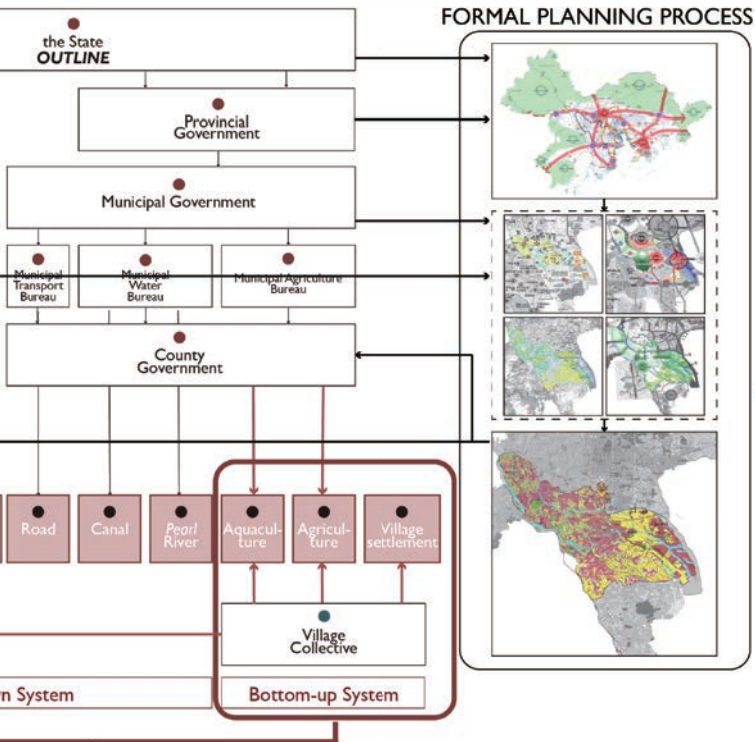 FORMAL PLANNING PROCESS
the State
OUTLINE
Provincial
Government
Municipal Government
Municipal
Transport
Bureau
Municipal
Water
Bureau
Municipal Agriculture
Bureau
County
Government
Road
Canal
Pearl
River
Aquacul-
ture
Agricul-
ture
Village
settlement
Village
Collective
n System
Bottom-up System